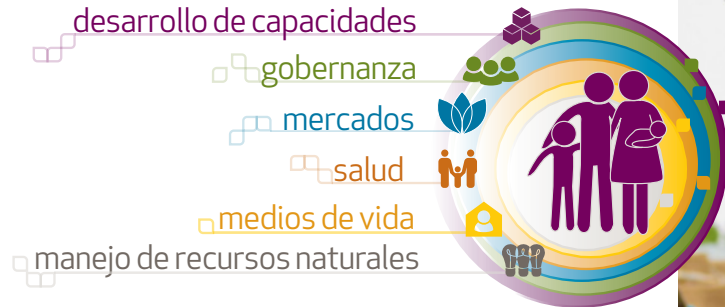 desarrollo de capacidades
gobernanza
mercados
salud
medios de vida
manejo de recursos naturales